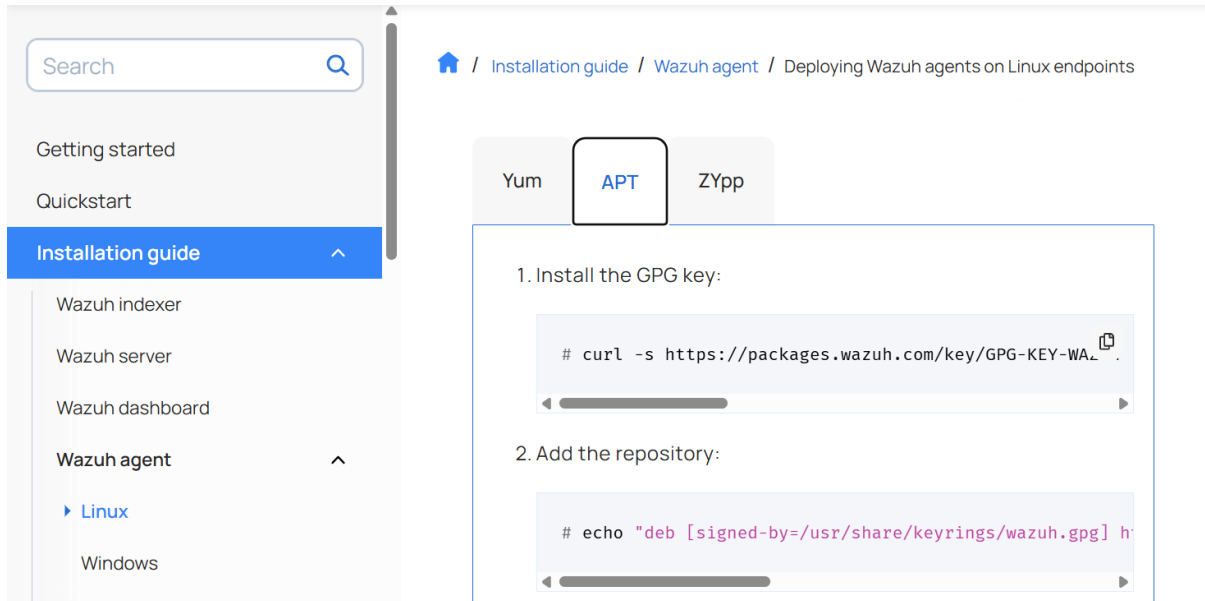 Search
/ Installation guide / Wazuh agent / Deploying Wazuh agents on Linux endpoints
Getting started
Quickstart
Installation guide
Wazuh indexer
Wazuh server
Wazuh dashboard
Wazuh agent
Linux
Windows
Yum
APT
ZYpp
1. Install the GPG key:
# curl -s https://packages.wazuh.com/key/GPG-KEY-WAZ
2. Add the repository:
# echo "deb [signed-by=/usr/share/keyrings/wazuh.gpg] h